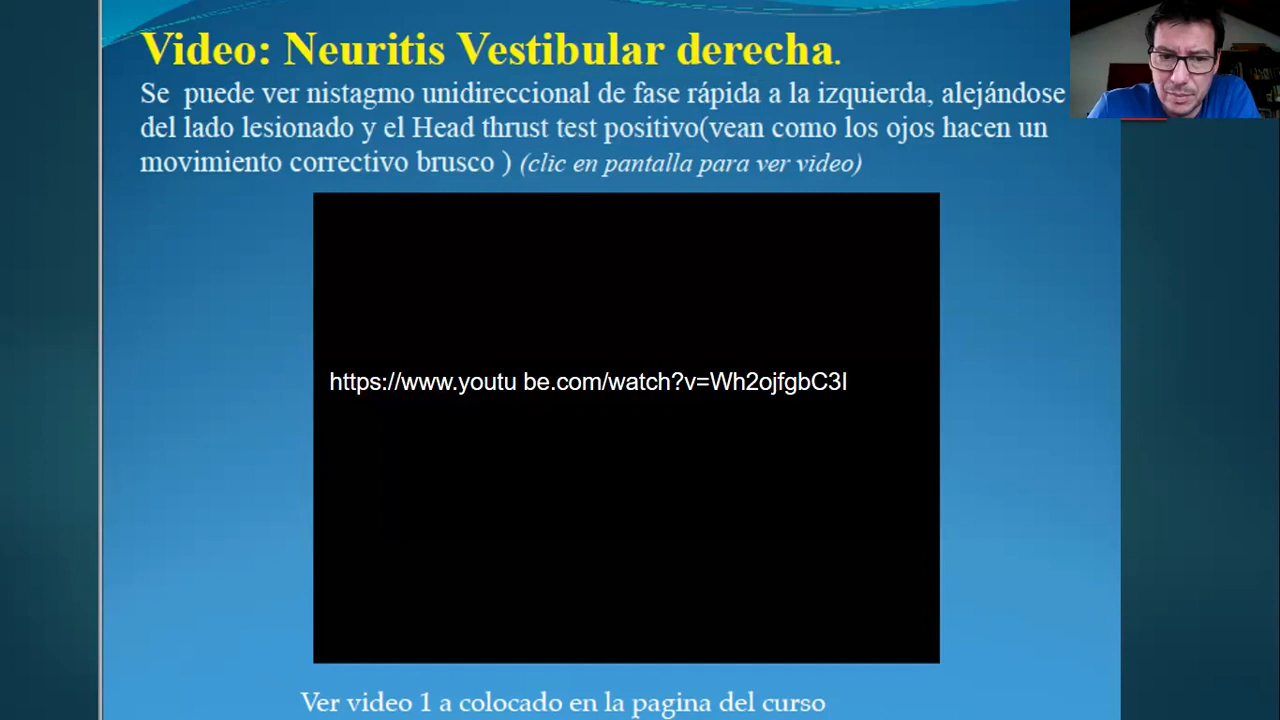 Video: Neuritis Vestibular derecha.
Se puede ver nistagmo unidireccional de fase rápida a la izquierda, alejándose
del lado lesionado y el Head thrust test positivo(vean como los ojos hacen un
movimiento correctivo brusco ) (clic en pantalla para ver video)
https://www.youtu be.com/watch?v=Wh2ojfgbC3I
Ver video 1 a colocado en la pagina del curso